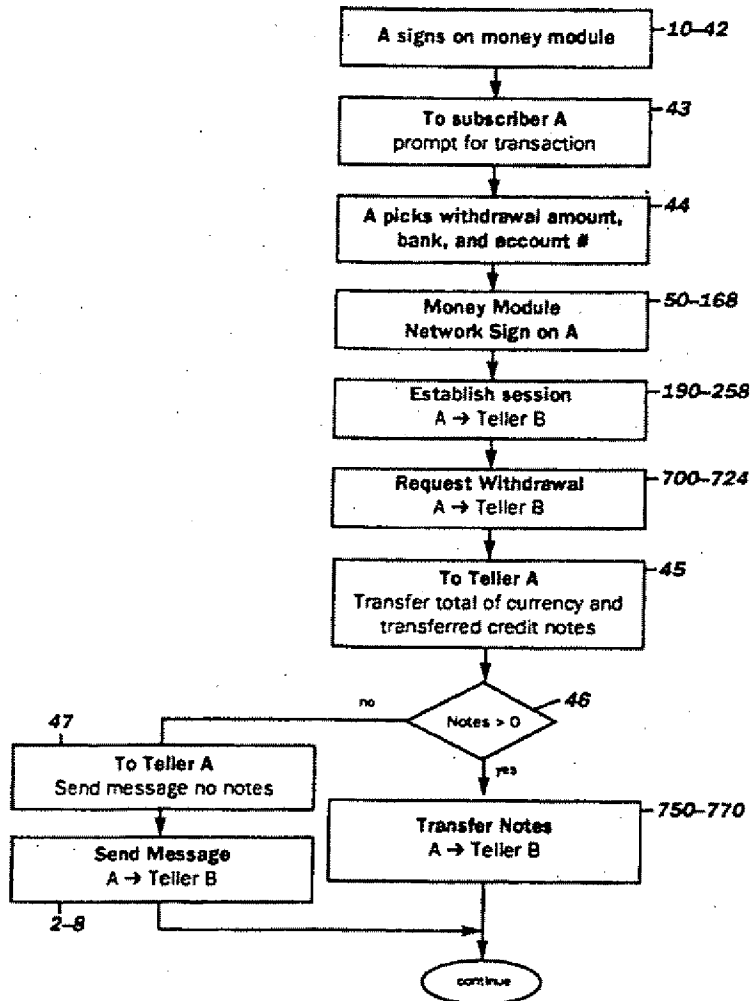 A signs on money module
10–42
To subscriber A
prompt for transaction
43
A picks withdrawal amount,
bank, and account #
44
Money Module
Network Sign on A
50–168
Establish session
A → Teller B
190–258
Request Withdrawal
A → Teller B
700–724
To Teller A
Transfer total of currency and
transferred credit notes
45
Notes > 0
46
no
yes
47
To Teller A
Send message no notes
Send Message
A → Teller B
2–8
Transfer Notes
A → Teller B
750–770
continue